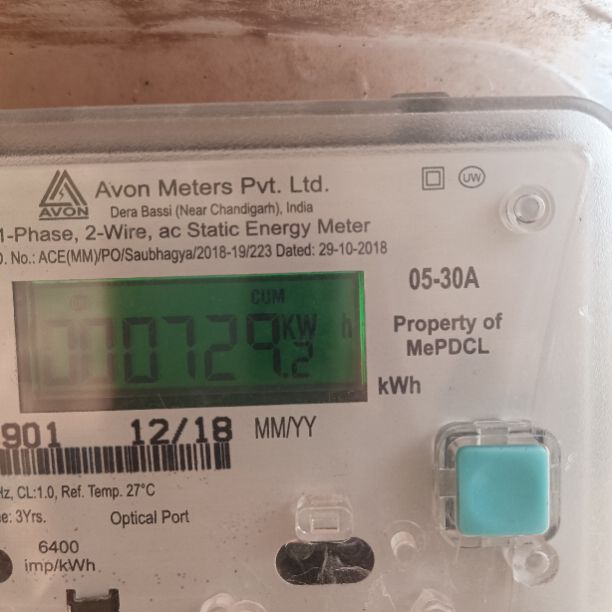 AVON
Avon Meters Pvt. Ltd.
Dera Bassi (Near Chandigarh), India
UW
1-Phase, 2-Wire, ac Static Energy Meter
No.: ACE(MM)/PO/Saubhagya/2018-19/223 Dated: 29-10-2018
05-30A
CUM
000729.2 KW h
Property of
MePDCL
kWh
901 12/18 MM/YY
Hz, CL:1.0, Ref. Temp. 27°C
3Yrs. Optical Port
6400
imp/kWh